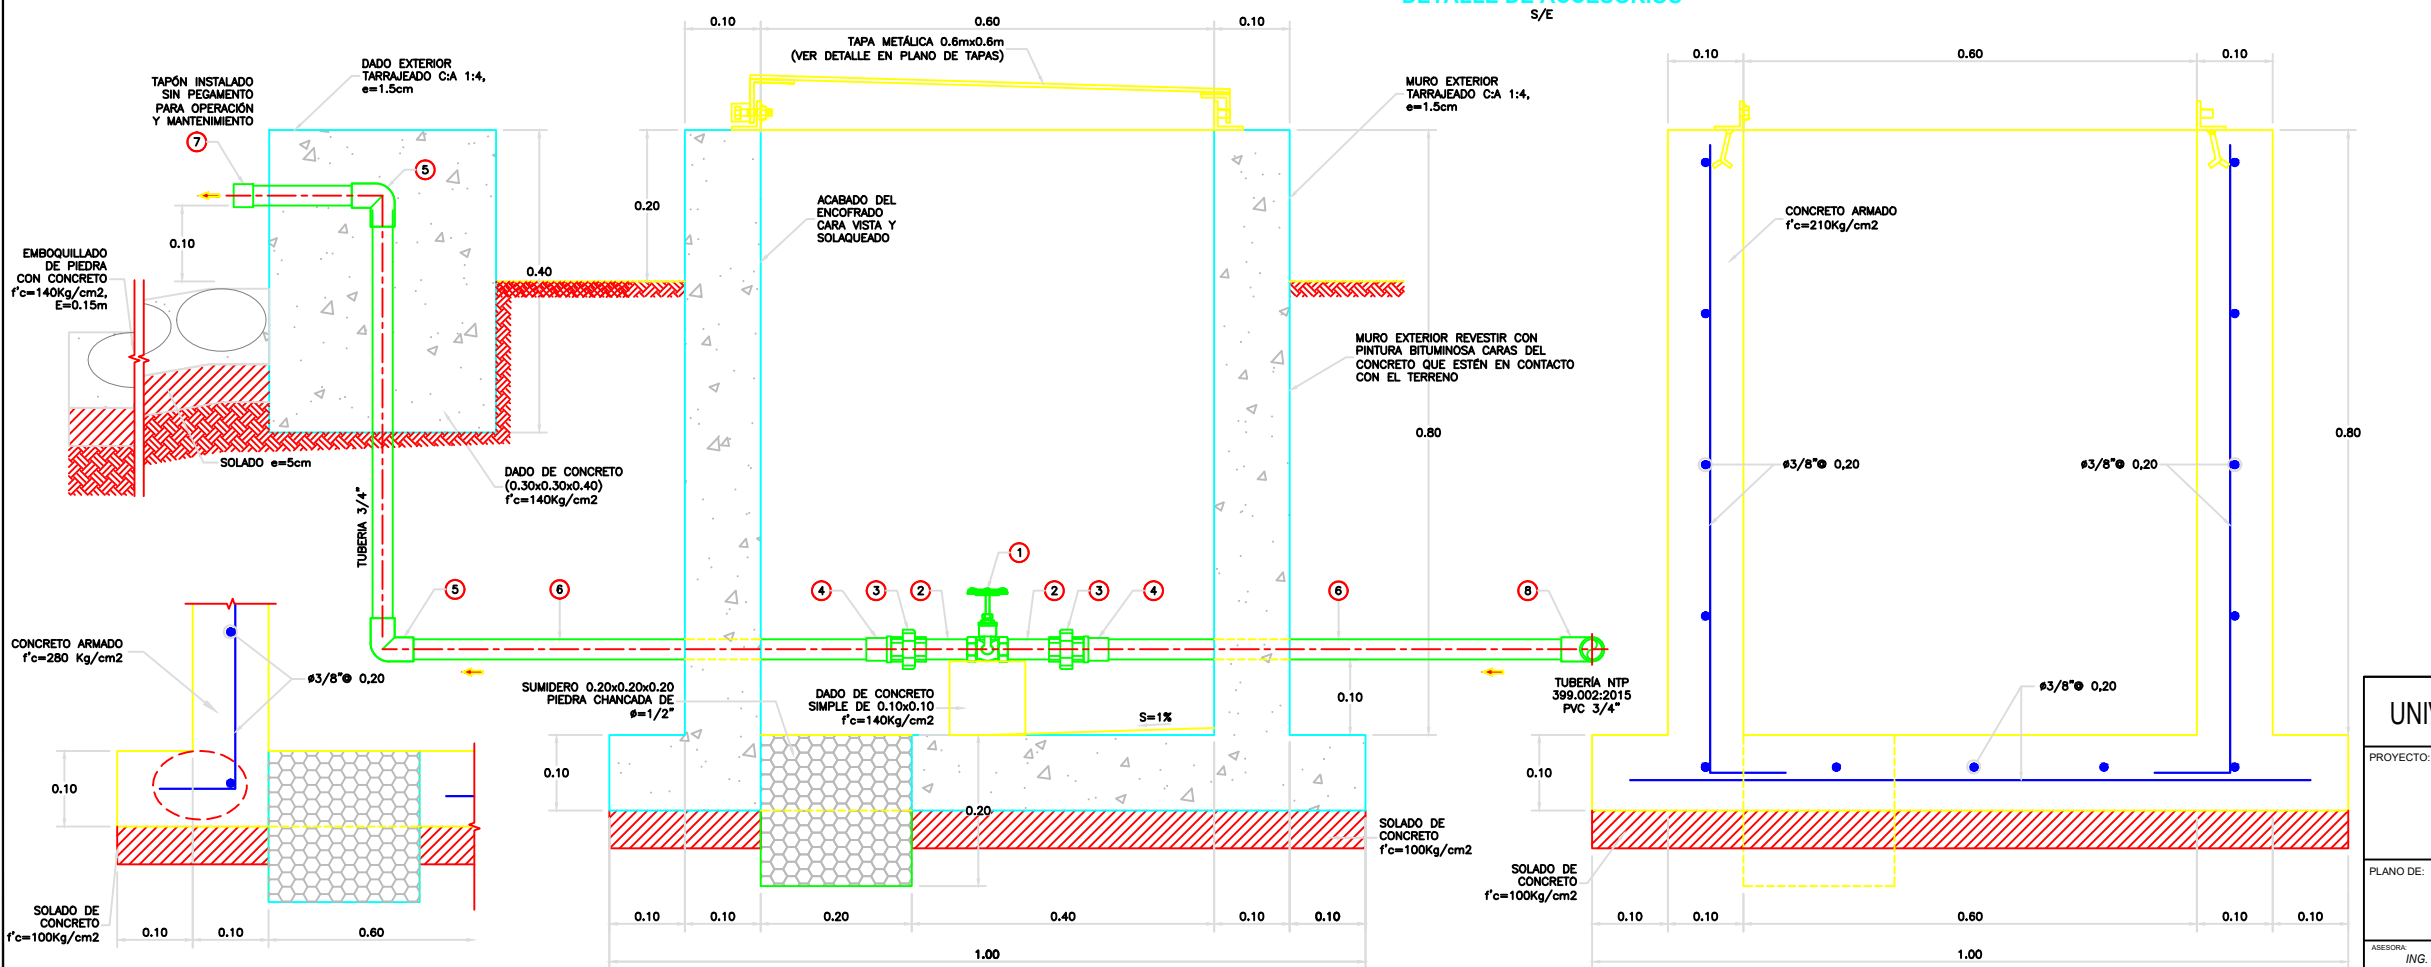 DETALLE DE ACCESORIOS
S/E
0.10
0.60
0.10
TAPA METÁLICA 0.6mx0.6m
(VER DETALLE EN PLANO DE TAPAS)
DADO EXTERIOR
TARRAJEADO C:A 1:4,
e=1.5cm
TAPÓN INSTALADO
SIN PEGAMENTO
PARA OPERACIÓN
Y MANTENIMIENTO
7
5
MURO EXTERIOR
TARRAJEADO C:A 1:4,
e=1.5cm
0.10
0.60
0.10
0.20
ACABADO DEL
ENCOFRADO
CARA VISTA Y
SOLAQUEADO
CONCRETO ARMADO
f'c=210Kg/cm2
0.10
EMBOQUILLADO
DE PIEDRA
CON CONCRETO
f'c=140Kg/cm2,
E=0.15m
0.40
MURO EXTERIOR REVESTIR CON
PINTURA BITUMINOSA CARAS DEL
CONCRETO QUE ESTÉN EN CONTACTO
CON EL TERRENO
0.80
0.80
SOLADO e=5cm
DADO DE CONCRETO
(0.30x0.30x0.40)
f'c=140Kg/cm2
ø3/8"@ 0,20
ø3/8"@ 0,20
TUBERIA 3/4"
1
5
6
4
3
2
2
3
4
6
8
CONCRETO ARMADO
f'c=280 Kg/cm2
ø3/8"@ 0,20
SUMIDERO 0.20x0.20x0.20
PIEDRA CHANCADA DE
ø=1/2"
DADO DE CONCRETO
SIMPLE DE 0.10x0.10
f'c=140Kg/cm2
S=1%
0.10
TUBERÍA NTP
399.002:2015
PVC 3/4"
ø3/8"@ 0,20
0.10
0.10
0.20
0.10
SOLADO DE
CONCRETO
f'c=100Kg/cm2
SOLADO DE
CONCRETO
f'c=100Kg/cm2
SOLADO DE
CONCRETO
f'c=100Kg/cm2
0.10
0.10
0.60
0.10
0.10
0.20
0.40
0.10
0.10
1.00
0.10
0.10
0.60
0.10
0.10
1.00
PROYECTO:
PLANO DE:
ASESORA:
ING.